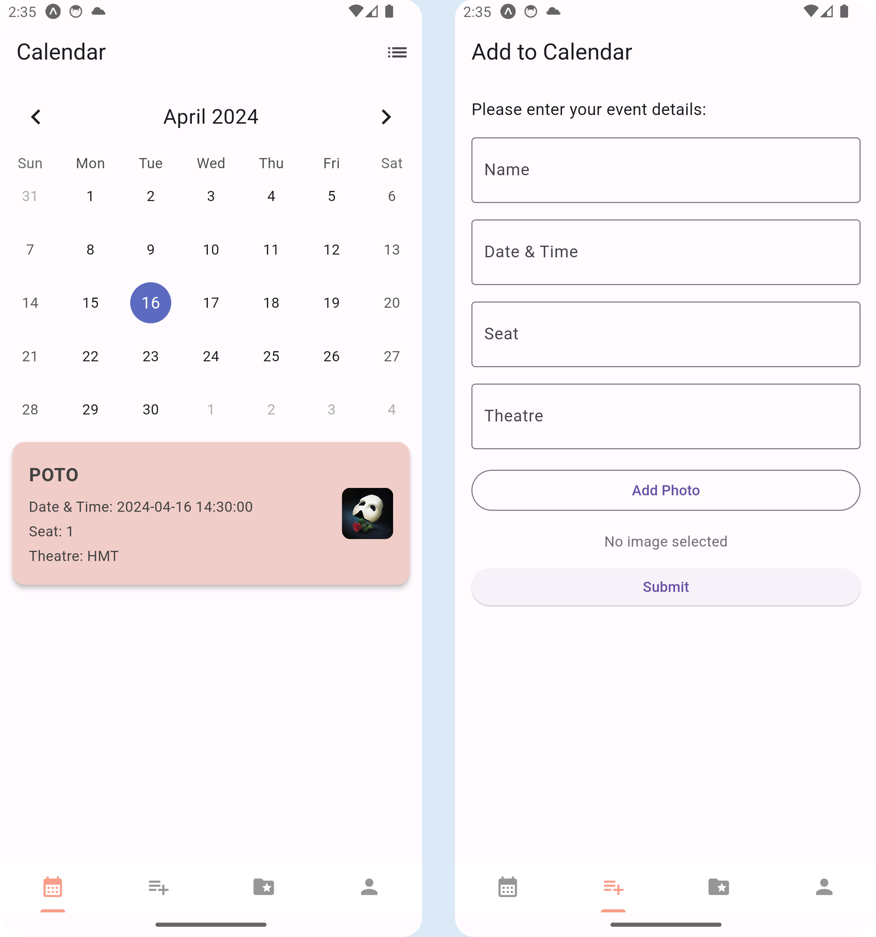 2:35
Calendar
April 2024
Sun Mon Tue Wed Thu Fri Sat
31 1 2 3 4 5 6
7 8 9 10 11 12 13
14 15 16 17 18 19 20
21 22 23 24 25 26 27
28 29 30 1 2 3 4
POTO
Date & Time: 2024-04-16 14:30:00
Seat: 1
Theatre: HMT
2:35
Add to Calendar
Please enter your event details:
Name
Date & Time
Seat
Theatre
Add Photo
No image selected
Submit